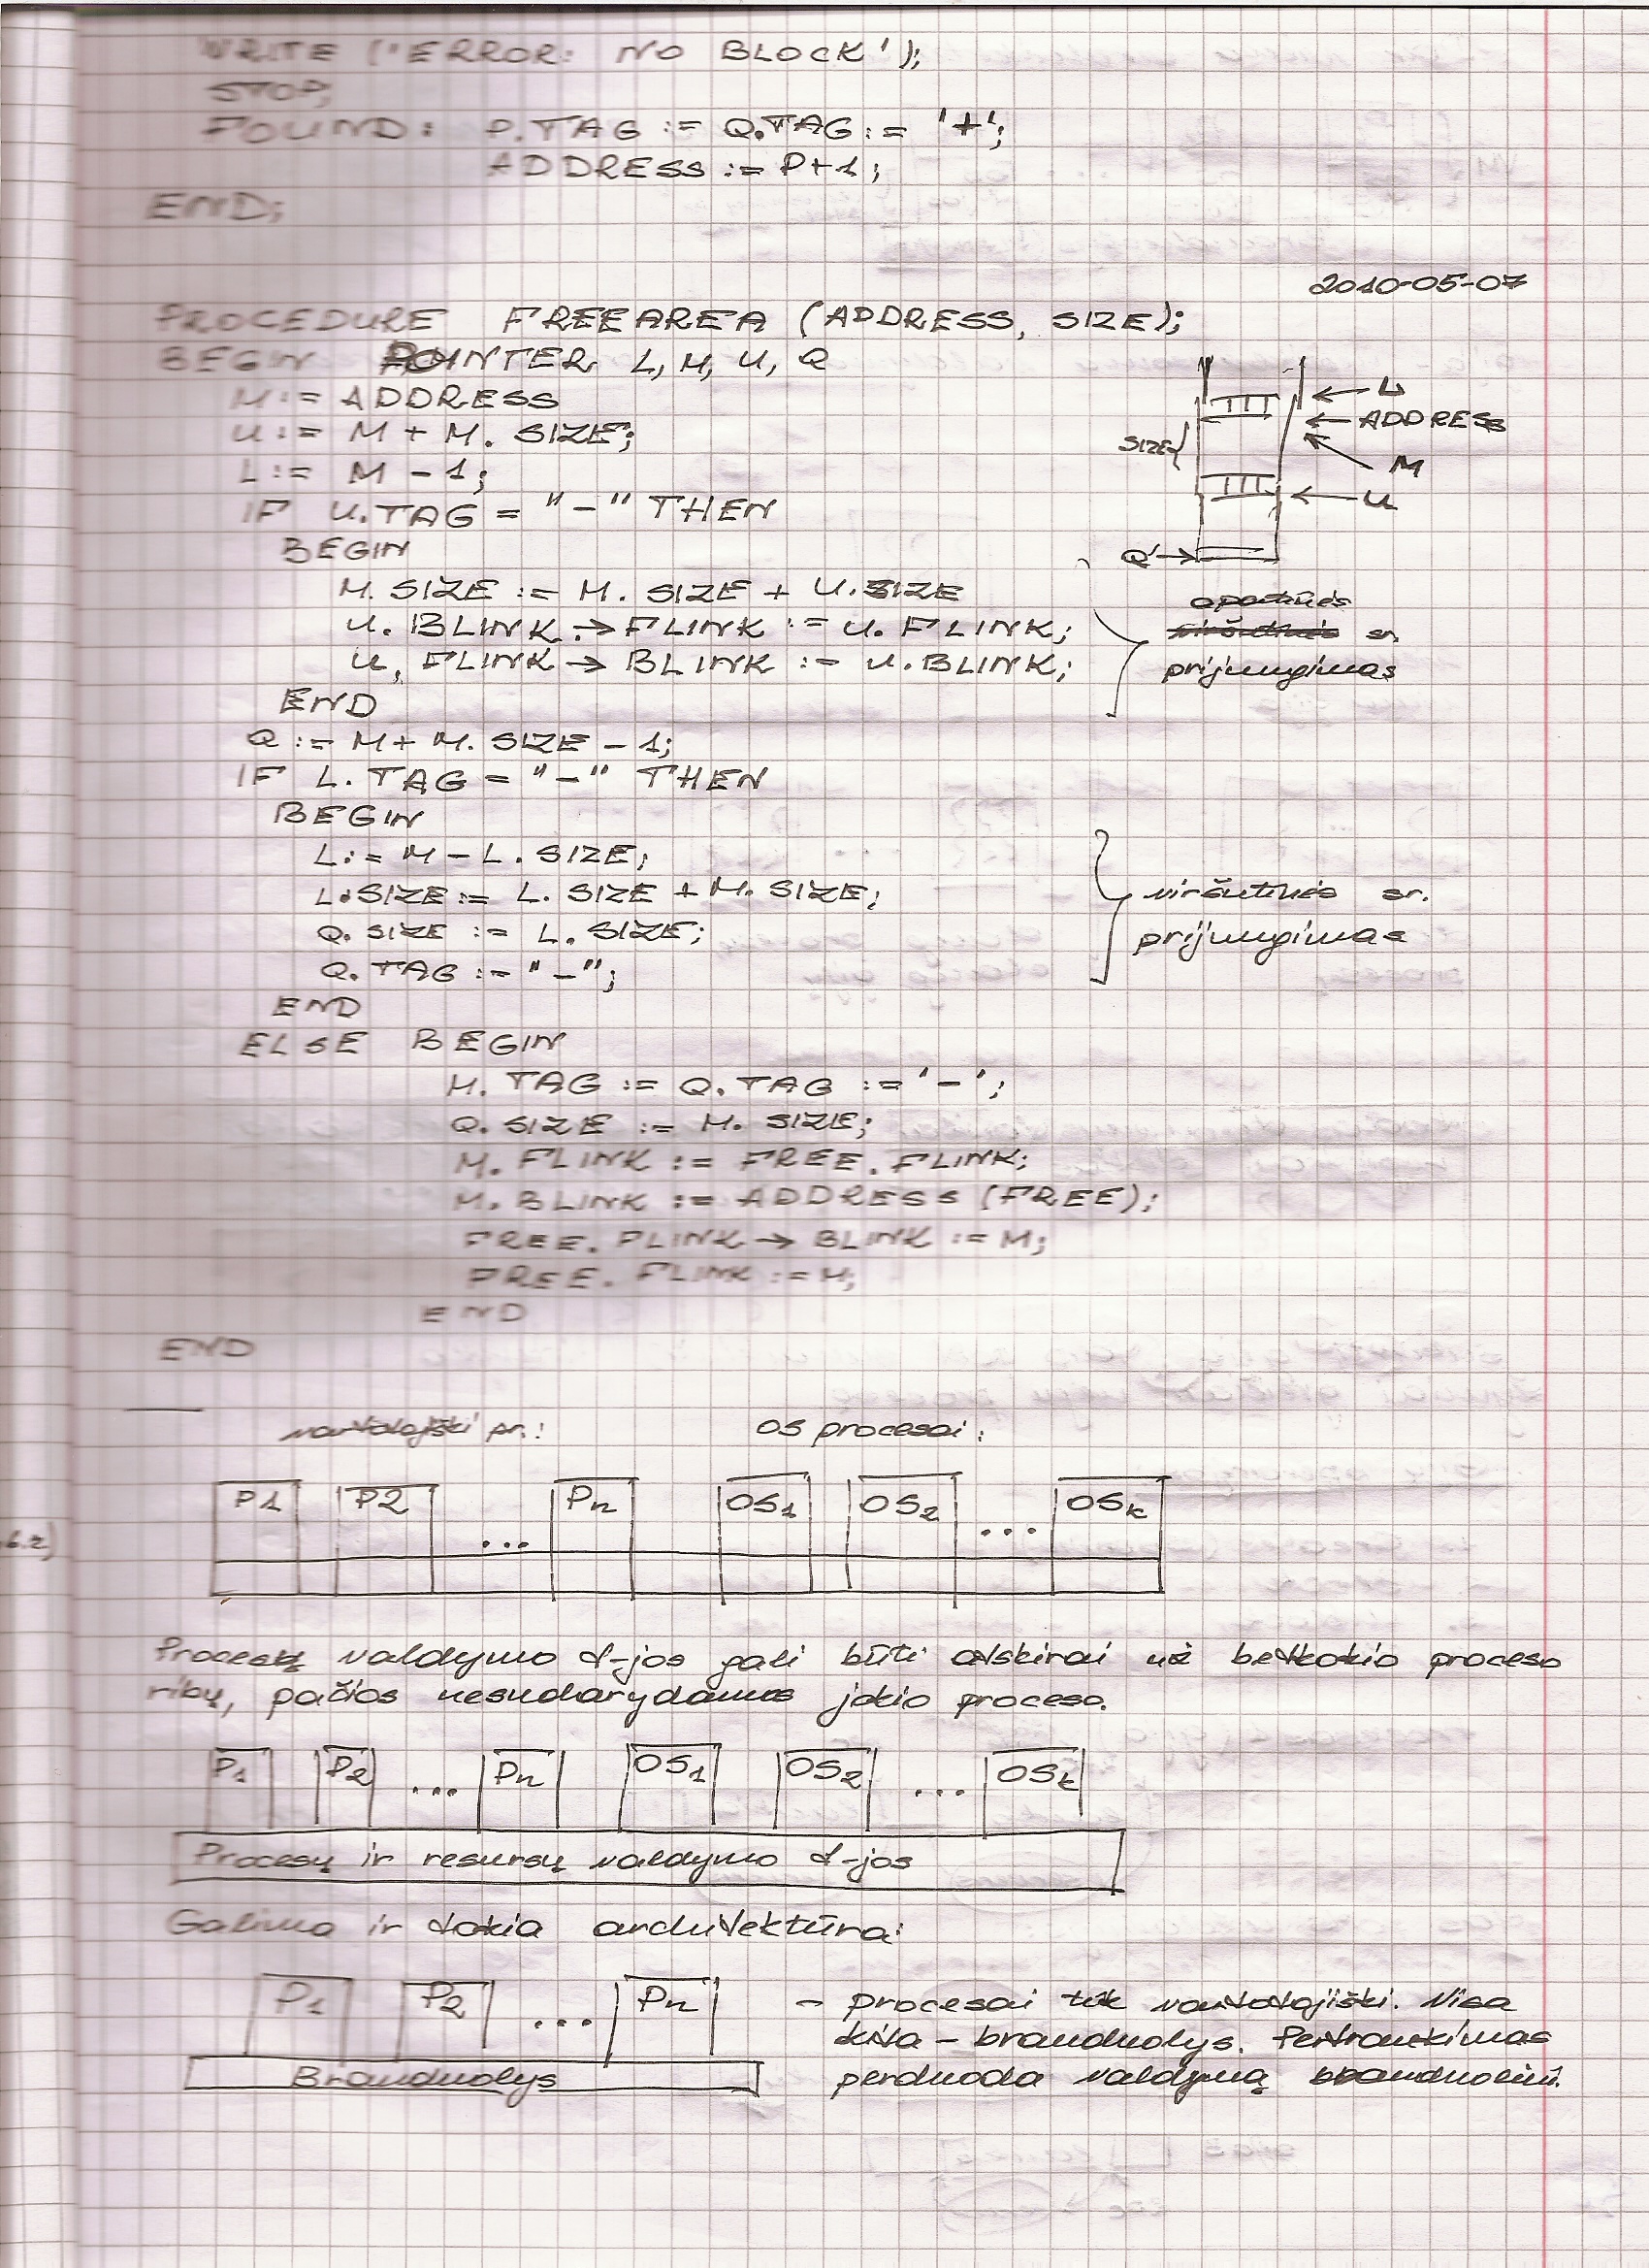 WRITE ('ERROR: NO BLOCK');
STOP;
FOUND: P.TAG := Q.TAG := '+';
ADDRESS := P+1;
END;
2010-05-07
PROCEDURE FREEAREA (ADDRESS, SIZE);
BEGIN POINTER L, M, U, Q
M := ADDRESS
U := M + M. SIZE;
L := M - 1;
IF U.TAG = "-" THEN
BEGIN
M. SIZE := M. SIZE + U.SIZE
U. BLINK → FLINK := U. FLINK;
U. FLINK → BLINK := U.BLINK;
END
Q := M + M. SIZE - 1;
IF L. TAG = "-" THEN
BEGIN
L := M - L. SIZE;
L.SIZE := L. SIZE + M. SIZE;
Q. SIZE := L. SIZE;
Q. TAG := "-";
END
ELSE BEGIN
M. TAG := Q. TAG := '-';
Q. SIZE := M. SIZE;
M. FLINK := FREE. FLINK;
M. BLINK := ADDRESS (FREE);
FREE. FLINK → BLINK := M;
FREE. FLINK := M;
END
END
L
ADDRESS
SIZE
M
U
Q
apatinės
sr.
prijungimas
viršutinės sr.
prijungimas
vartotojiški pr.: OS procesai:
P1 P2 ... Pn OS1 OS2 ... OSk
Procesų valdymo f-jos gali būti atskirai už betkokio proceso
ribų, pačios nesudarydamos jokio proceso.
P1 P2 ... Pn OS1 OS2 ... OSk
Procesų ir resursų valdymo f-jos
Galima ir tokia architektūra:
P1 P2 ... Pn
Branduolys
- procesai tik vartotojiški. Visa
kita - branduolys. Pertraukimas
perduoda valdymą branduoliui.